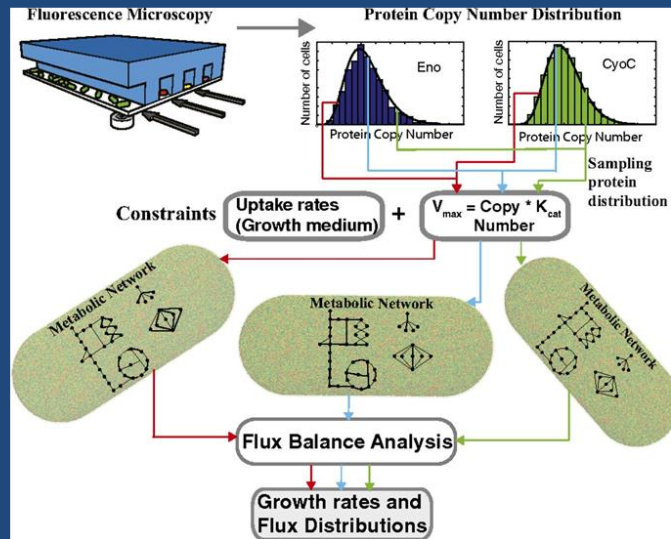 Fluorescence Microscopy
Protein Copy Number Distribution
Number of cells
Eno
Protein Copy Number
Number of cells
CyoC
Protein Copy Number
Sampling
protein
distribution
Constraints
Uptake rates
(Growth medium)
+
Vmax = Copy * Kcat
Number
Metabolic Network
Metabolic Network
Metabolic Network
Flux Balance Analysis
Growth rates and
Flux Distributions